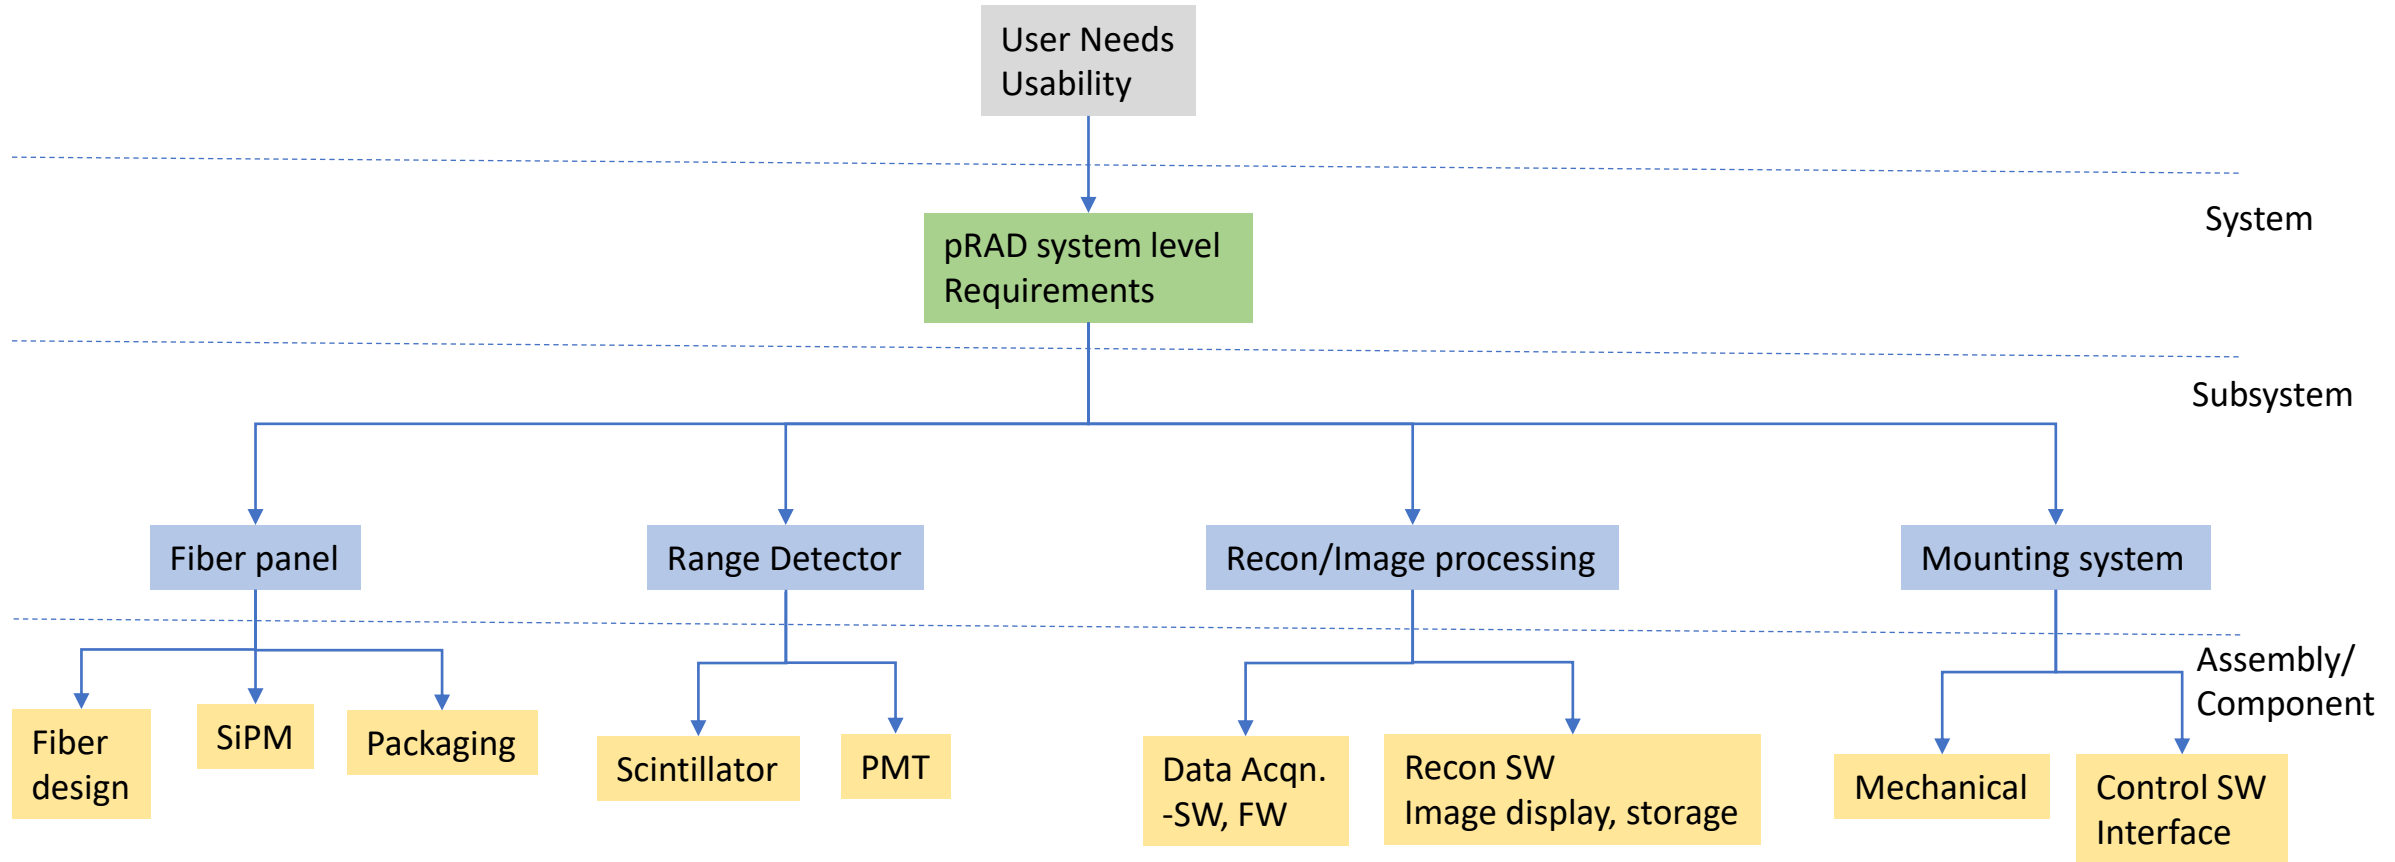 User Needs
Usability
System
pRAD system level
Requirements
Subsystem
Fiber panel
Range Detector
Recon/Image processing
Mounting system
Assembly/
Component
Fiber
design
SiPM
Packaging
Scintillator
PMT
Data Acqn.
-SW, FW
Recon SW
Image display, storage
Mechanical
Control SW
Interface